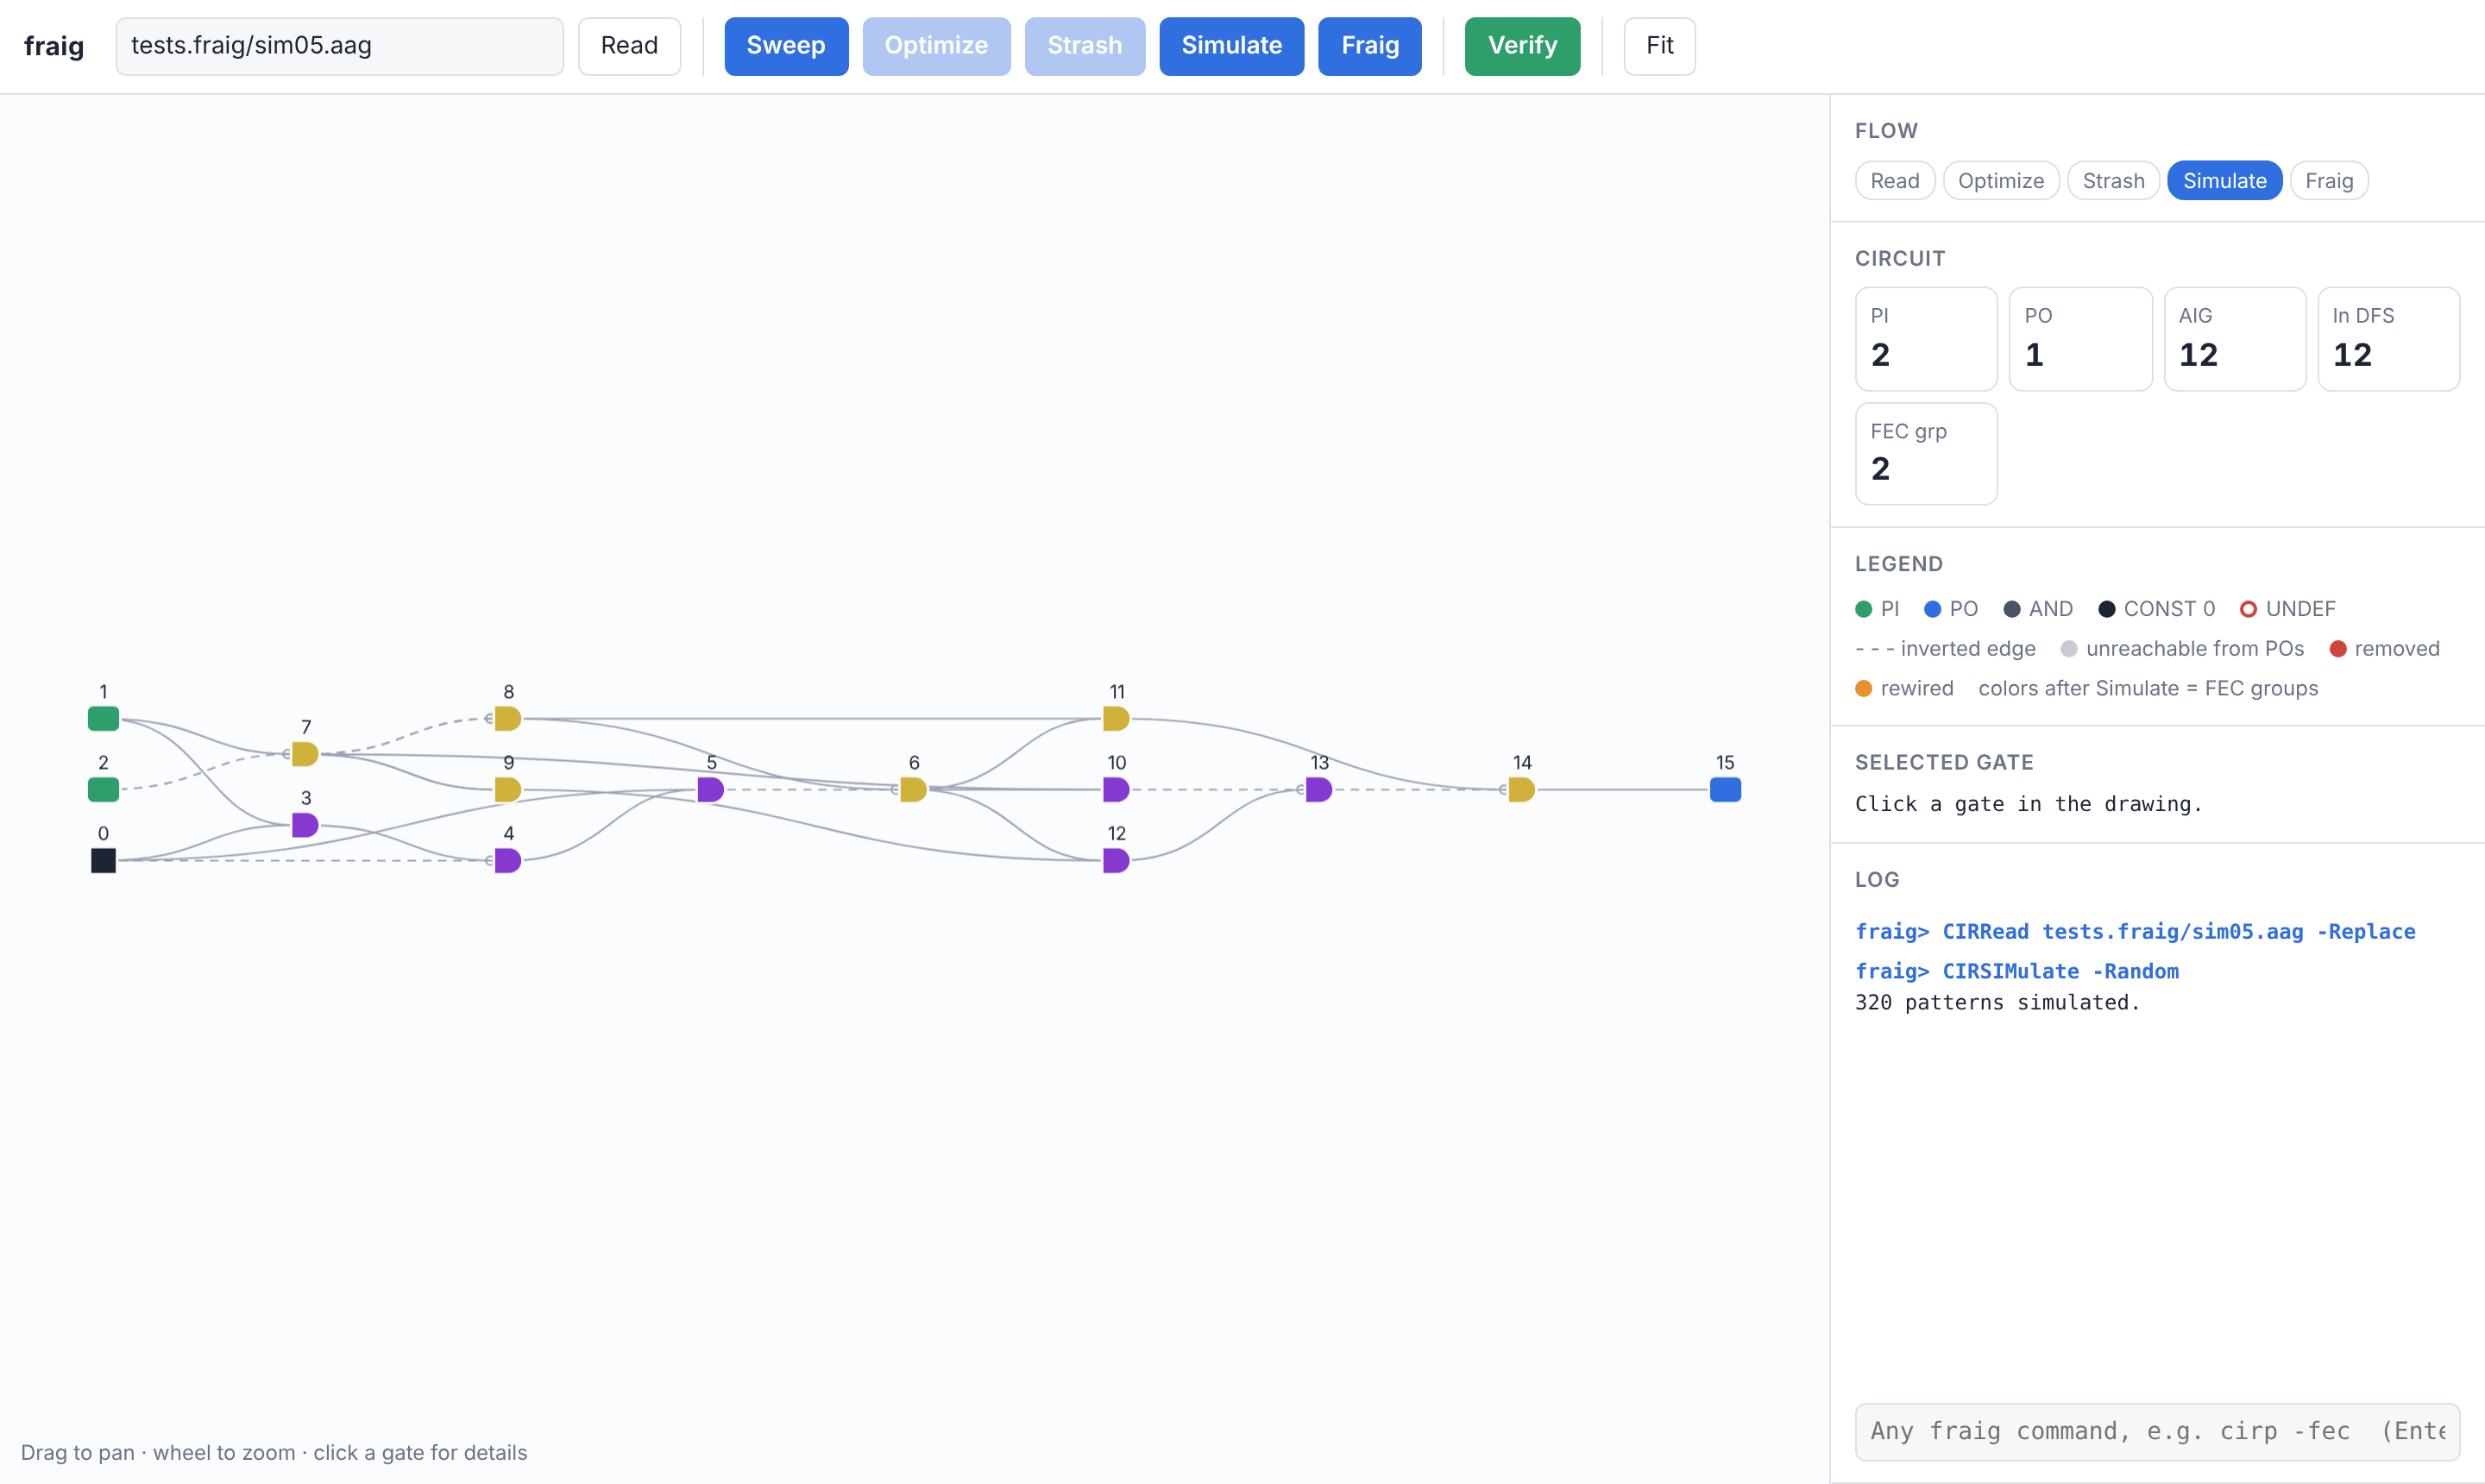 fraig tests.fraig/sim05.aag Read Sweep Optimize Strash Simulate Fraig Verify Fit
FLOW
Read Optimize Strash Simulate Fraig
CIRCUIT
PI PO AIG In DFS
2 1 12 12
FEC grp
2
LEGEND
PI PO AND CONST 0 UNDEF
- - - inverted edge unreachable from POs removed
rewired colors after Simulate = FEC groups
SELECTED GATE
Click a gate in the drawing.
LOG
fraig> CIRRead tests.fraig/sim05.aag -Replace
fraig> CIRSIMulate -Random
320 patterns simulated.
Any fraig command, e.g. cirp -fec (Ente
1 8 11
7
2 9 5 6 10 13 14 15
3
0 4 12
Drag to pan · wheel to zoom · click a gate for details